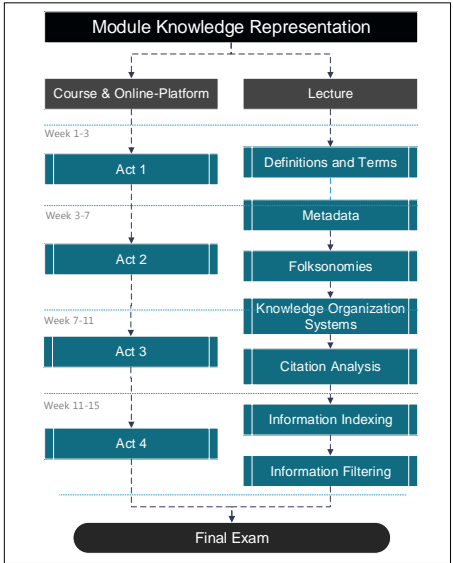 Module Knowledge Representation
Course & Online-Platform
Lecture
Week 1-3
Act 1
Definitions and Terms
Week 3-7
Metadata
Act 2
Folksonomies
Knowledge Organization
Systems
Week 7-11
Act 3
Citation Analysis
Week 11-15
Information Indexing
Act 4
Information Filtering
Final Exam